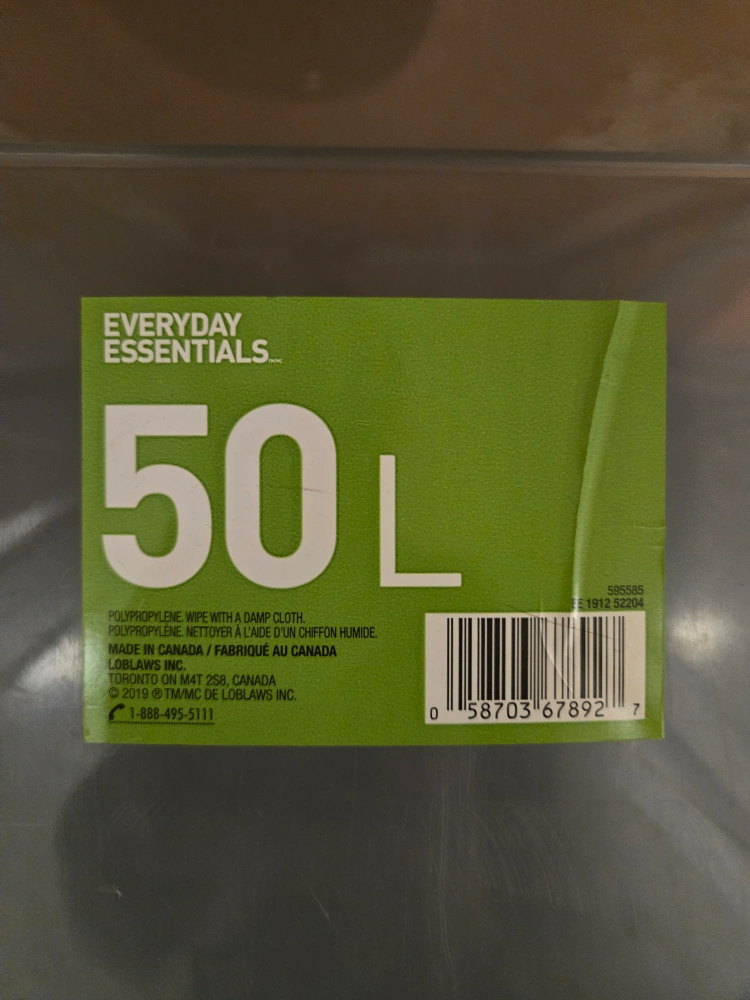 EVERYDAY
ESSENTIALS
50 L
595585
EE 1912 52204
POLYPROPYLENE. WIPE WITH A DAMP CLOTH.
POLYPROPYLÈNE. NETTOYER À L'AIDE D'UN CHIFFON HUMIDE.
MADE IN CANADA / FABRIQUÉ AU CANADA
LOBLAWS INC.
TORONTO ON M4T 2S8, CANADA
© 2019 ® TM/MC DE LOBLAWS INC.
1-888-495-5111
0 58703 67892 7